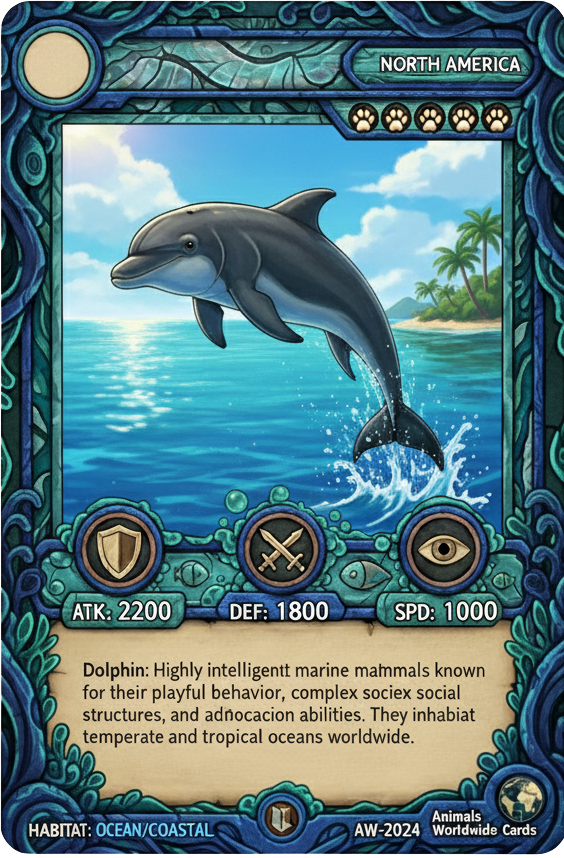 NORTH AMERICA
ATK: 2200
DEF: 1800
SPD: 1000
Dolphin: Highly intelligentt marine mammals known
for their playful behavior, complex sociex social
structures, and adnocacion abilities. They inhabiat
temperate and tropical oceans worldwide.
HABITAT: OCEAN/COASTAL
AW-2024
Animals
Worldwide Cards